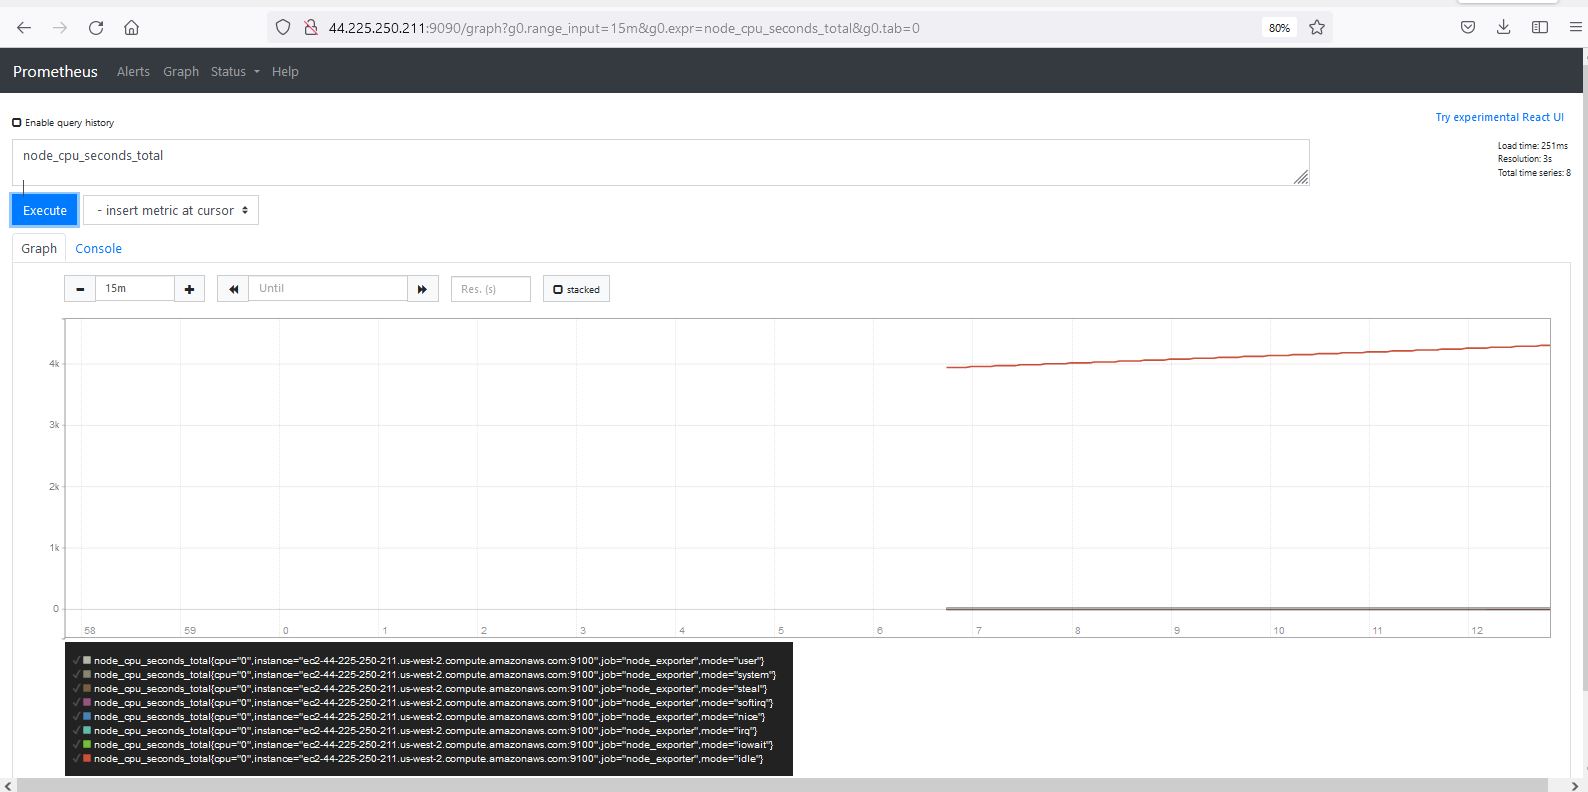 44.225.250.211:9090/graph?g0.range_input=15m&g0.expr=node_cpu_seconds_total&g0.tab=0 80%
Prometheus Alerts Graph Status Help
Enable query history
Try experimental React UI
node_cpu_seconds_total
Load time: 251ms
Resolution: 3s
Total time series: 8
Execute - insert metric at cursor
Graph Console
15m Until Res. (s) stacked
4k
3k
2k
1k
0
58 59 0 1 2 3 4 5 6 7 8 9 10 11 12
node_cpu_seconds_total{cpu="0",instance="ec2-44-225-250-211.us-west-2.compute.amazonaws.com:9100",job="node_exporter",mode="user"}
node_cpu_seconds_total{cpu="0",instance="ec2-44-225-250-211.us-west-2.compute.amazonaws.com:9100",job="node_exporter",mode="system"}
node_cpu_seconds_total{cpu="0",instance="ec2-44-225-250-211.us-west-2.compute.amazonaws.com:9100",job="node_exporter",mode="steal"}
node_cpu_seconds_total{cpu="0",instance="ec2-44-225-250-211.us-west-2.compute.amazonaws.com:9100",job="node_exporter",mode="softirq"}
node_cpu_seconds_total{cpu="0",instance="ec2-44-225-250-211.us-west-2.compute.amazonaws.com:9100",job="node_exporter",mode="nice"}
node_cpu_seconds_total{cpu="0",instance="ec2-44-225-250-211.us-west-2.compute.amazonaws.com:9100",job="node_exporter",mode="irq"}
node_cpu_seconds_total{cpu="0",instance="ec2-44-225-250-211.us-west-2.compute.amazonaws.com:9100",job="node_exporter",mode="iowait"}
node_cpu_seconds_total{cpu="0",instance="ec2-44-225-250-211.us-west-2.compute.amazonaws.com:9100",job="node_exporter",mode="idle"}